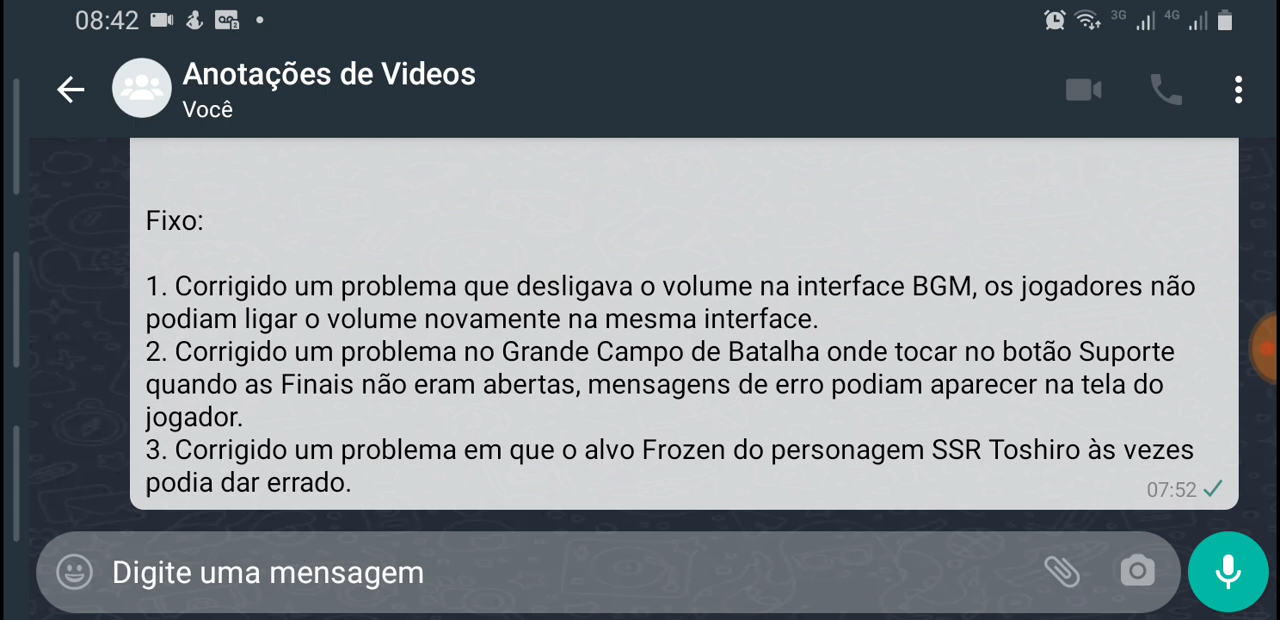 08:42
3G
4G
Anotações de Videos
Você
Fixo:
1. Corrigido um problema que desligava o volume na interface BGM, os jogadores não
podiam ligar o volume novamente na mesma interface.
2. Corrigido um problema no Grande Campo de Batalha onde tocar no botão Suporte
quando as Finais não eram abertas, mensagens de erro podiam aparecer na tela do
jogador.
3. Corrigido um problema em que o alvo Frozen do personagem SSR Toshiro às vezes
podia dar errado.
07:52
Digite uma mensagem